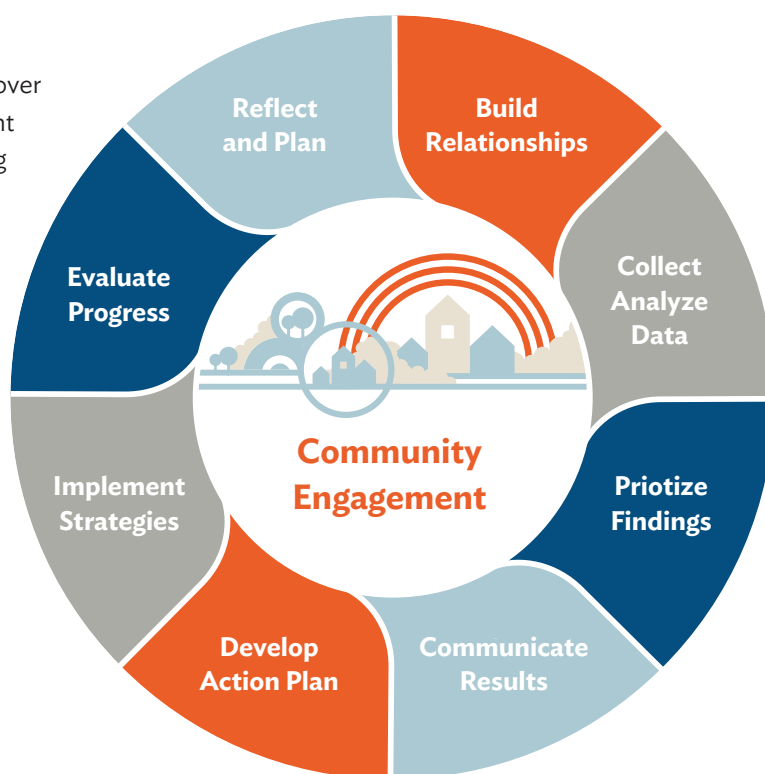 over
nt
g
Reflect
and Plan
Build
Relationships
Collect
Analyze
Data
Priotize
Findings
Communicate
Results
Develop
Action Plan
Implement
Strategies
Evaluate
Progress
Community
Engagement